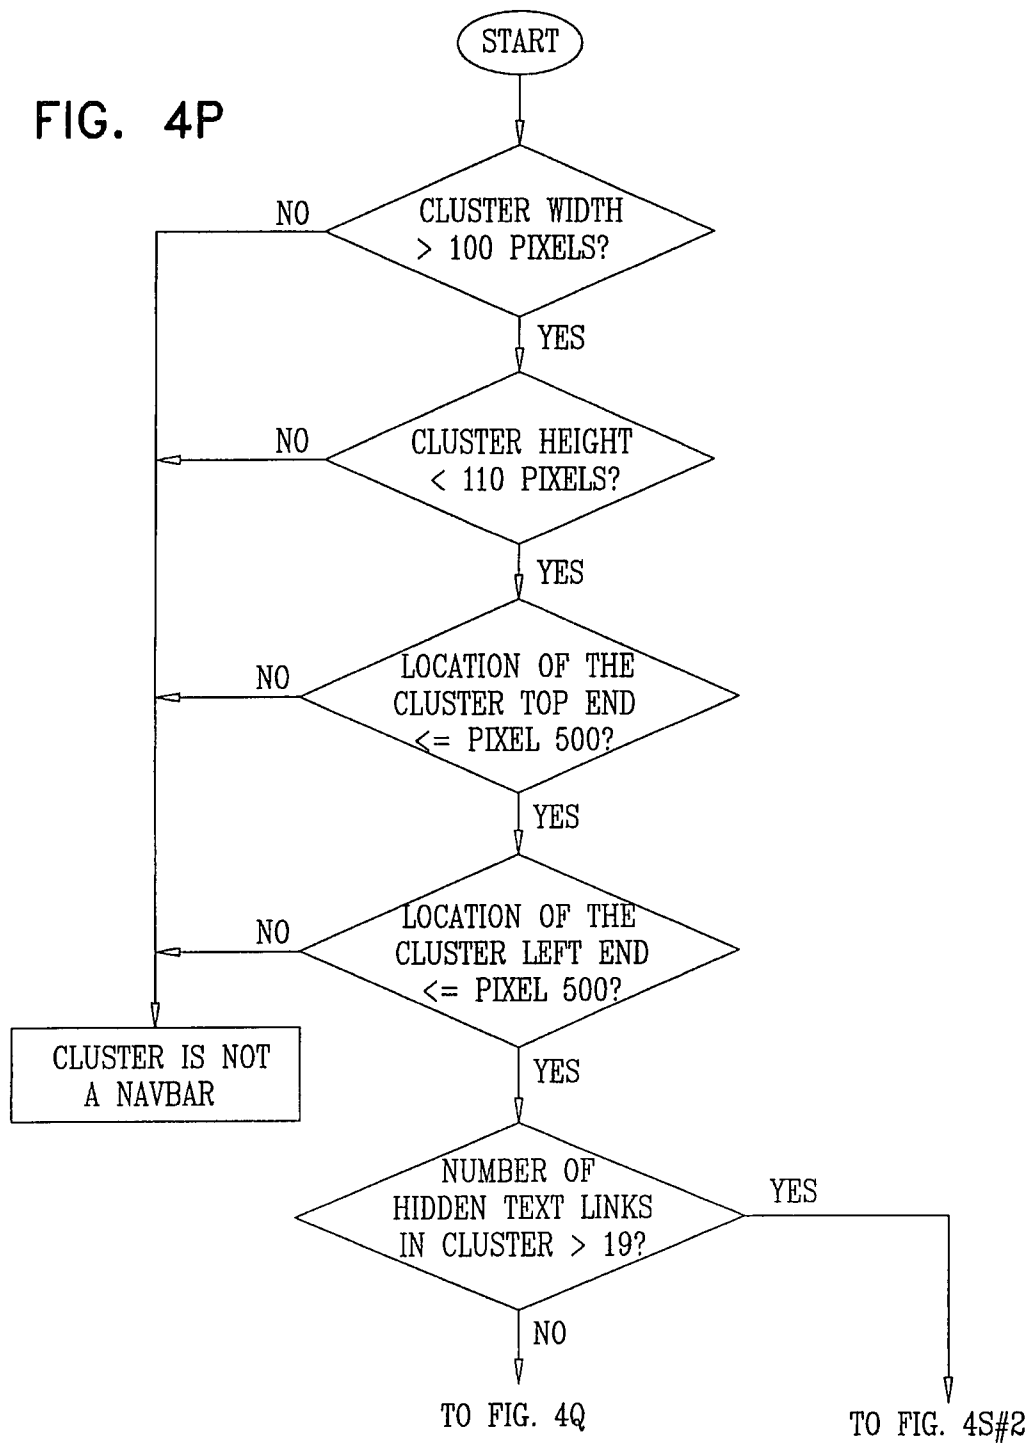 START
FIG. 4P
CLUSTER WIDTH
> 100 PIXELS?
NO
YES
CLUSTER HEIGHT
< 110 PIXELS?
NO
YES
LOCATION OF THE
CLUSTER TOP END
<= PIXEL 500?
NO
YES
LOCATION OF THE
CLUSTER LEFT END
<= PIXEL 500?
NO
YES
CLUSTER IS NOT
A NAVBAR
NUMBER OF
HIDDEN TEXT LINKS
IN CLUSTER > 19?
YES
NO
TO FIG. 4Q
TO FIG. 4S#2